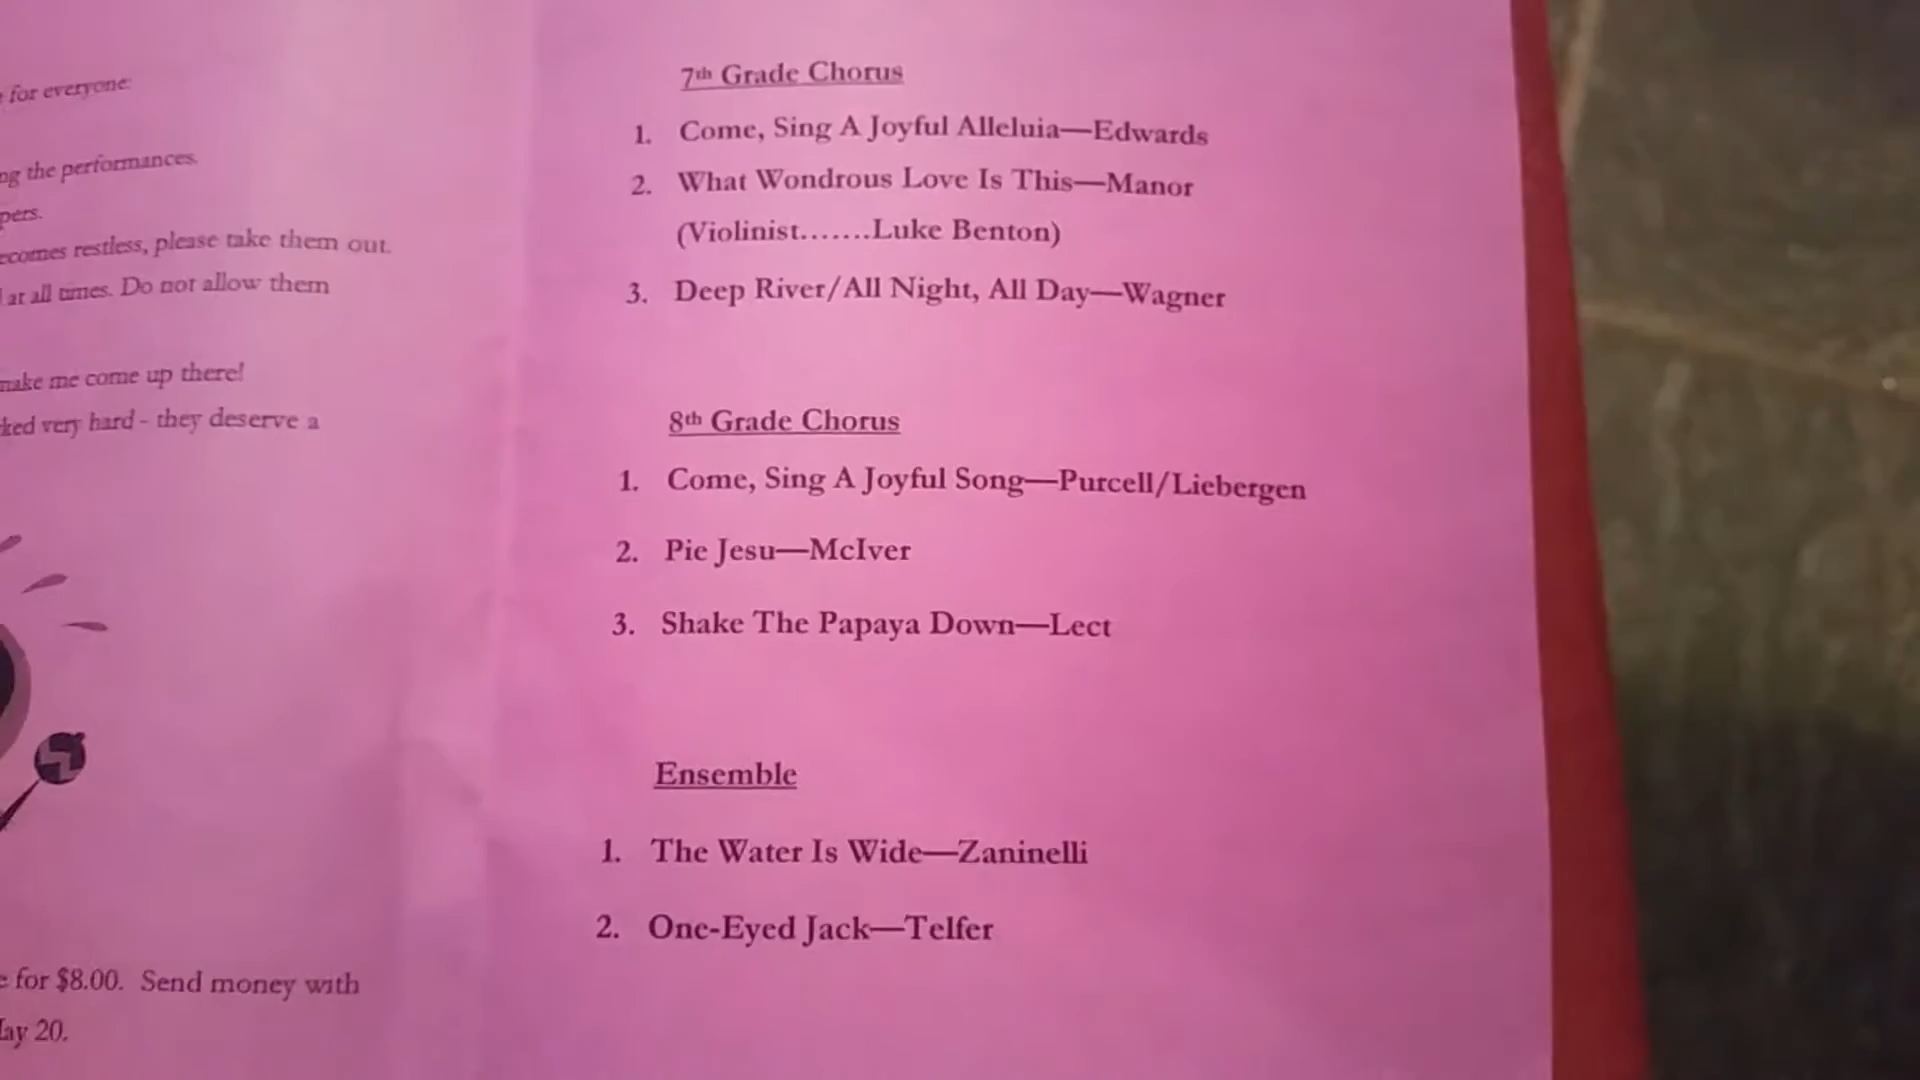 for everyone:
the performances.
restless, please take them out.
at all times. Do not allow them
make me come up there!
very hard - they deserve a
for $8.00. Send money with
20.
7th Grade Chorus
1. Come, Sing A Joyful Alleluia—Edwards
2. What Wondrous Love Is This—Manor
(Violinist.......Luke Benton)
3. Deep River/All Night, All Day—Wagner
8th Grade Chorus
1. Come, Sing A Joyful Song—Purcell/Liebergen
2. Pie Jesu—McIver
3. Shake The Papaya Down—Lect
Ensemble
1. The Water Is Wide—Zaninelli
2. One-Eyed Jack—Telfer